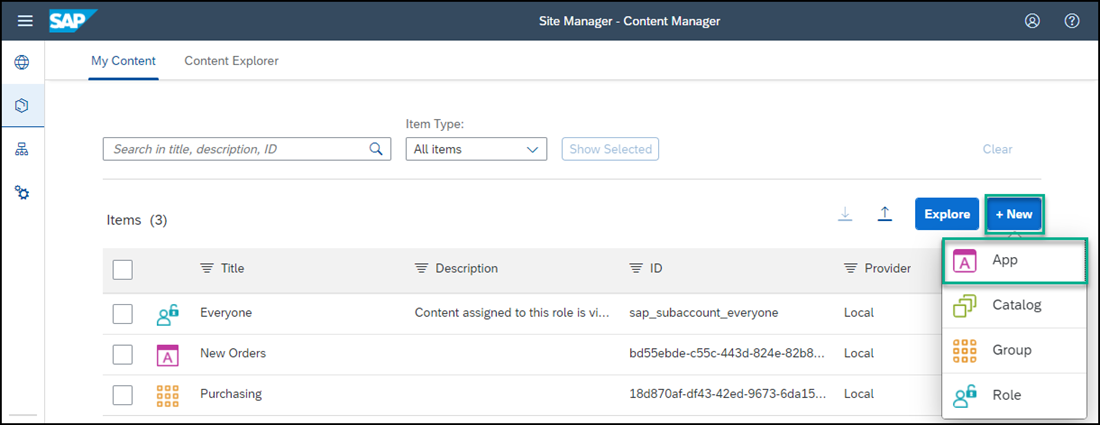 SAP
Site Manager - Content Manager
My Content
Content Explorer
Item Type:
Search in title, description, ID
All items
Show Selected
Clear
Items (3)
Explore
+ New
Title
Description
ID
Provider
App
Catalog
Group
Role
Everyone
Content assigned to this role is vi...
sap_subaccount_everyone
Local
New Orders
bd55ebde-c55c-443d-824e-82b8...
Local
Purchasing
18d870af-df43-42ed-9673-6da15...
Local